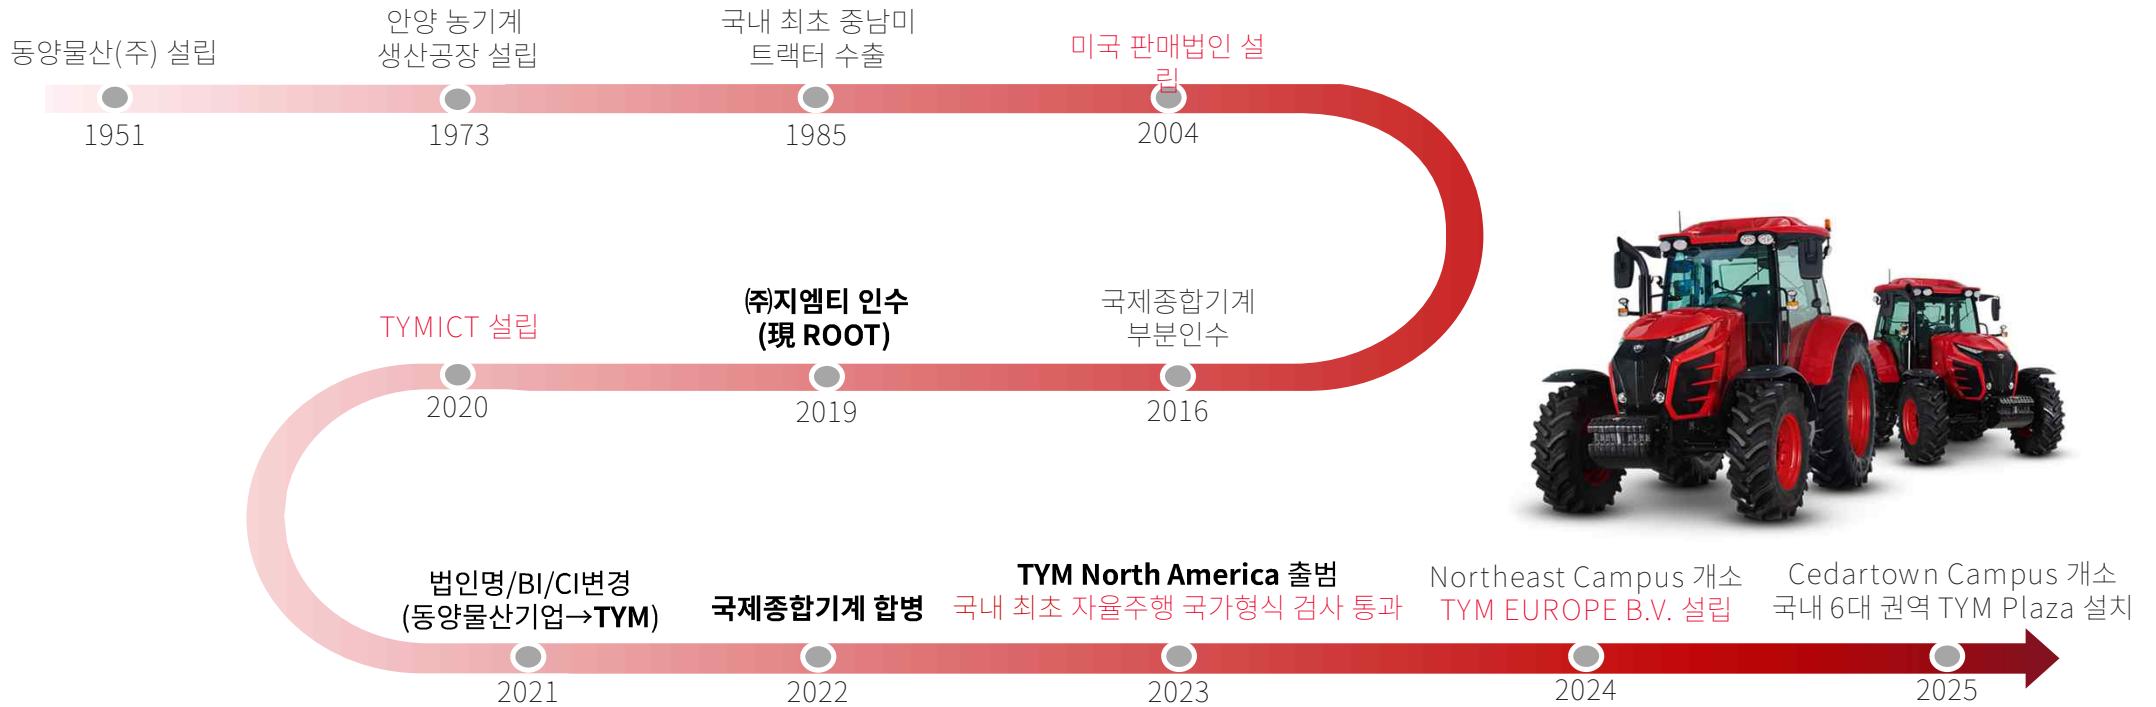 동양물산(주) 설립
1951
안양 농기계
생산공장 설립
1973
국내 최초 중남미
트랙터 수출
1985
미국 판매법인 설
립
2004
국제종합기계
부분인수
2016
㈜지엠티 인수
(現 ROOT)
2019
TYMICT 설립
2020
법인명/BI/CI변경
(동양물산기업→TYM)
2021
국제종합기계 합병
2022
TYM North America 출범
국내 최초 자율주행 국가형식 검사 통과
2023
Northeast Campus 개소
TYM EUROPE B.V. 설립
2024
Cedartown Campus 개소
국내 6대 권역 TYM Plaza 설치
2025